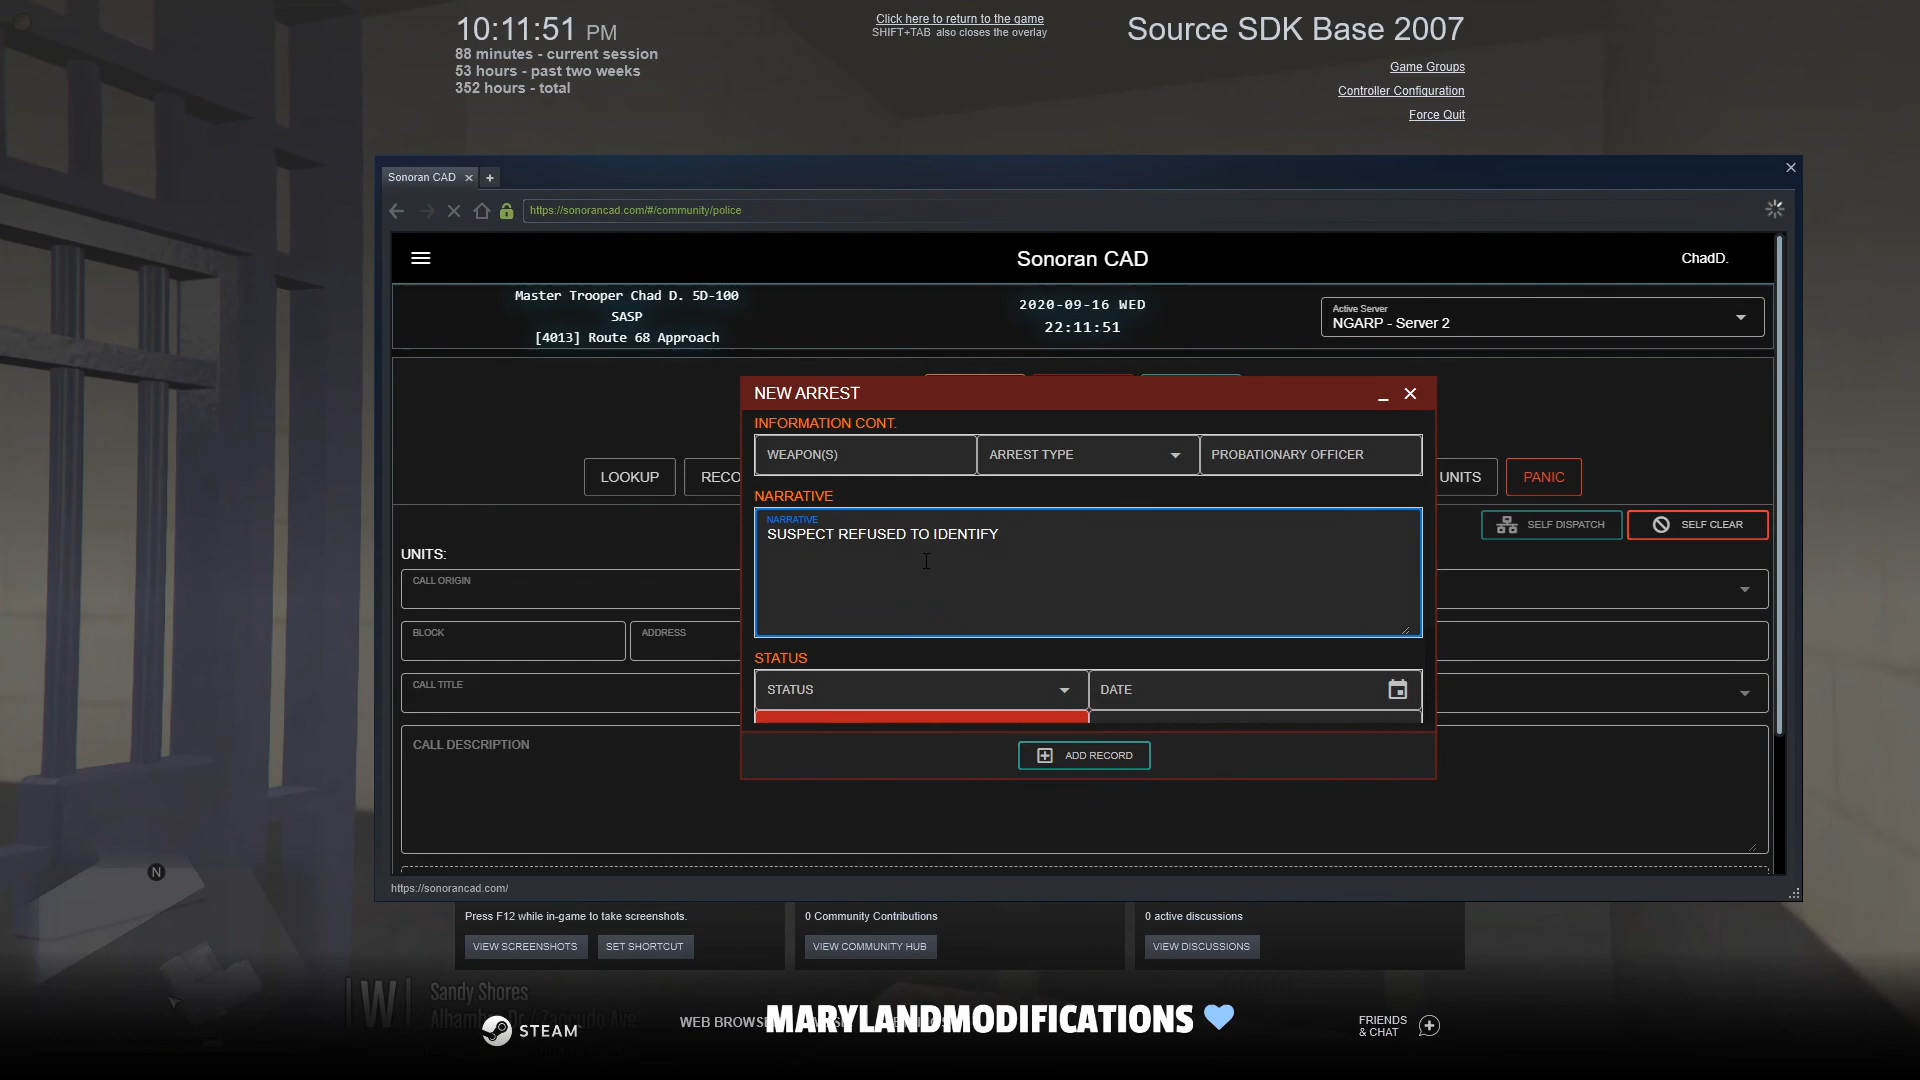 10:11:51 PM
88 minutes - current session
53 hours - past two weeks
352 hours - total
Click here to return to the game
SHIFT+TAB also closes the overlay
Source SDK Base 2007
Game Groups
Controller Configuration
Force Quit
Sonoran CAD
https://sonorancad.com/#/community/police
Sonoran CAD
ChadD.
Master Trooper Chad D. 5D-100
SASP
[4013] Route 68 Approach
2020-09-16 WED
22:11:51
Active Server
NGARP - Server 2
NEW ARREST
INFORMATION CONT.
WEAPON(S)
ARREST TYPE
PROBATIONARY OFFICER
LOOKUP
RECO
UNITS
PANIC
NARRATIVE
NARRATIVE
SUSPECT REFUSED TO IDENTIFY
SELF DISPATCH
SELF CLEAR
UNITS:
CALL ORIGIN
BLOCK
ADDRESS
STATUS
STATUS
DATE
CALL TITLE
CALL DESCRIPTION
ADD RECORD
N
https://sonorancad.com/
Press F12 while in-game to take screenshots.
VIEW SCREENSHOTS
SET SHORTCUT
0 Community Contributions
VIEW COMMUNITY HUB
0 active discussions
VIEW DISCUSSIONS
W
Sandy Shores
Alhambra Dr / Zancudo Ave
STEAM
WEB BROWSE
MARYLANDMODIFICATIONS
FRIENDS
& CHAT